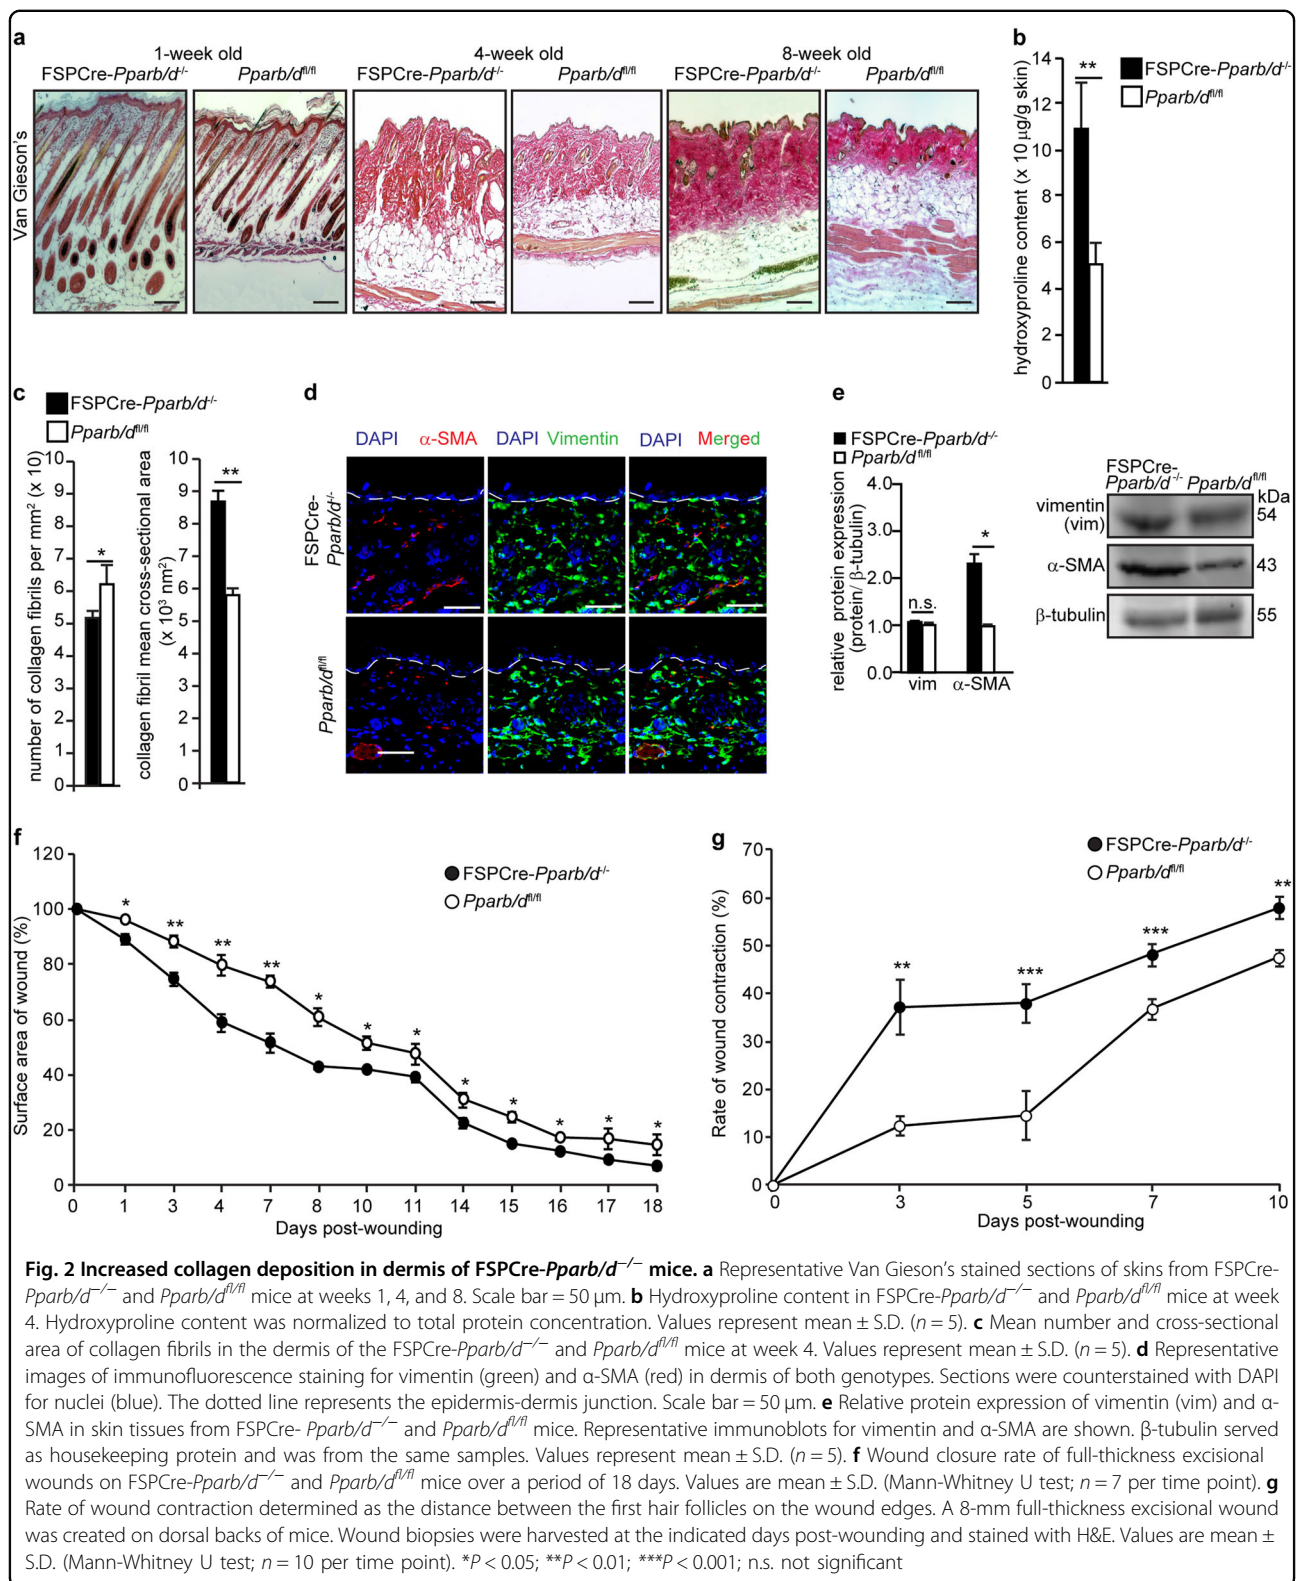 a
1-week old
4-week old
8-week old
FSPCre-Pparb/d-/-
Pparb/dfl/fl
FSPCre-Pparb/d-/-
Pparb/dfl/fl
FSPCre-Pparb/d-/-
Pparb/dfl/fl
Van Gieson's
b
hydroxyproline content (x 10 µg/g skin)
14
12
10
8
6
4
2
0
**
FSPCre-Pparb/d-/-
Pparb/dfl/fl
c
FSPCre-Pparb/d-/-
Pparb/dfl/fl
number of collagen fibrils per mm² (x 10)
10
9
8
7
6
5
4
3
2
1
0
*
collagen fibril mean cross-sectional area
(x 10³ nm²)
10
9
8
7
6
5
4
3
2
1
0
**
d
DAPI α-SMA
DAPI Vimentin
DAPI Merged
FSPCre-
Pparb/d-/-
Pparb/dfl/fl
e
FSPCre-Pparb/d-/-
Pparb/dfl/fl
relative protein expression
(protein/ β-tubulin)
4.0
3.0
2.0
1.0
0.0
n.s.
*
vim
α-SMA
FSPCre-
Pparb/d-/- Pparb/dfl/fl
kDa
vimentin
(vim)
54
α-SMA
43
β-tubulin
55
f
Surface area of wound (%)
120
100
80
60
40
20
0
FSPCre-Pparb/d-/-
Pparb/dfl/fl
* ** ** ** * * * * * * * *
0 1 3 4 7 8 10 11 14 15 16 17 18
Days post-wounding
g
Rate of wound contraction (%)
70
60
50
40
30
20
10
0
FSPCre-Pparb/d-/-
Pparb/dfl/fl
** *** *** **
0 3 5 7 10
Days post-wounding
Fig. 2 Increased collagen deposition in dermis of FSPCre-Pparb/d−/− mice. a Representative Van Gieson's stained sections of skins from FSPCre-
Pparb/d−/− and Pparb/dfl/fl mice at weeks 1, 4, and 8. Scale bar = 50 µm. b Hydroxyproline content in FSPCre-Pparb/d−/− and Pparb/dfl/fl mice at week
4. Hydroxyproline content was normalized to total protein concentration. Values represent mean ± S.D. (n = 5). c Mean number and cross-sectional
area of collagen fibrils in the dermis of the FSPCre-Pparb/d−/− and Pparb/dfl/fl mice at week 4. Values represent mean ± S.D. (n = 5). d Representative
images of immunofluorescence staining for vimentin (green) and α-SMA (red) in dermis of both genotypes. Sections were counterstained with DAPI
for nuclei (blue). The dotted line represents the epidermis-dermis junction. Scale bar = 50 µm. e Relative protein expression of vimentin (vim) and α-
SMA in skin tissues from FSPCre- Pparb/d−/− and Pparb/dfl/fl mice. Representative immunoblots for vimentin and α-SMA are shown. β-tubulin served
as housekeeping protein and was from the same samples. Values represent mean ± S.D. (n = 5). f Wound closure rate of full-thickness excisional
wounds on FSPCre-Pparb/d−/− and Pparb/dfl/fl mice over a period of 18 days. Values are mean ± S.D. (Mann-Whitney U test; n = 7 per time point). g
Rate of wound contraction determined as the distance between the first hair follicles on the wound edges. A 8-mm full-thickness excisional wound
was created on dorsal backs of mice. Wound biopsies were harvested at the indicated days post-wounding and stained with H&E. Values are mean ±
S.D. (Mann-Whitney U test; n = 10 per time point). *P < 0.05; **P < 0.01; ***P < 0.001; n.s. not significant